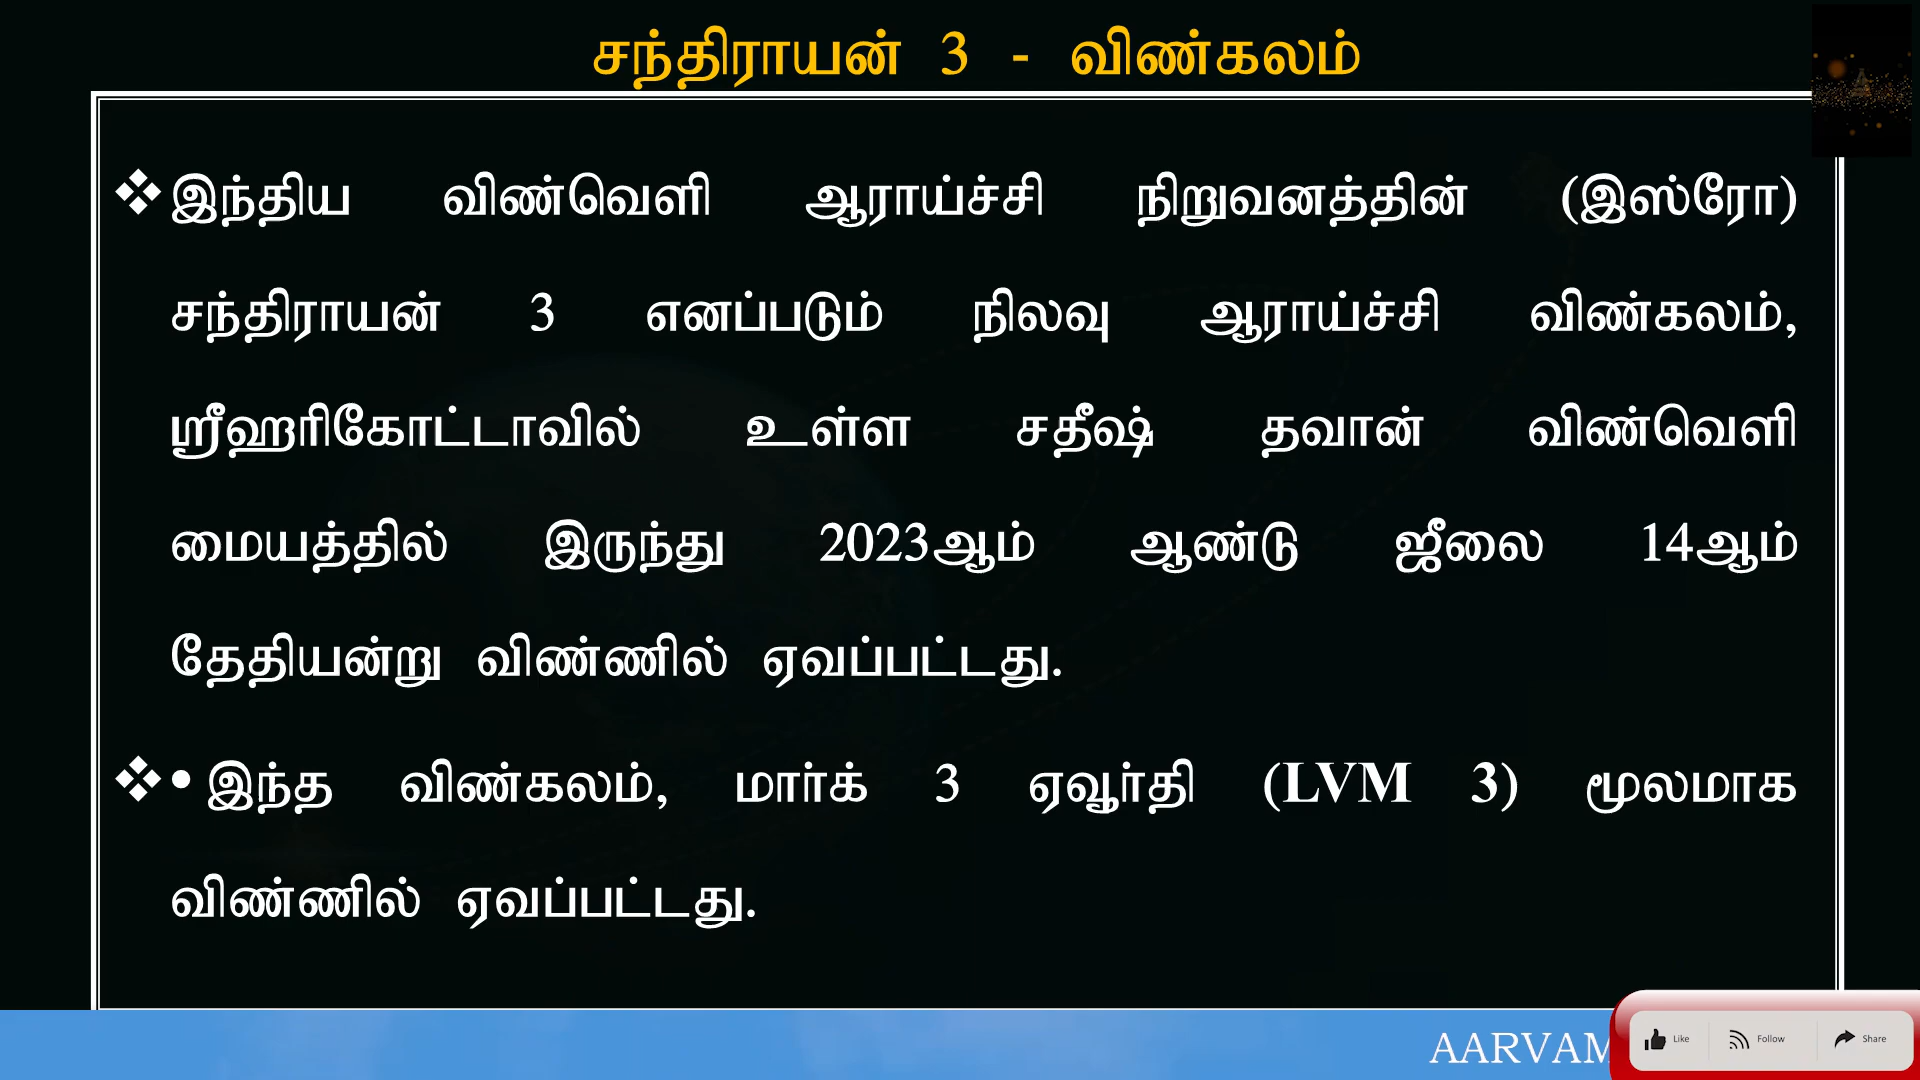 சந்திராயன் 3 - விண்கலம்
❖இந்திய விண்வெளி ஆராய்ச்சி நிறுவனத்தின் (இஸ்ரோ)
சந்திராயன் 3 எனப்படும் நிலவு ஆராய்ச்சி விண்கலம்,
ஸ்ரீஹரிகோட்டாவில் உள்ள சதீஷ் தவான் விண்வெளி
மையத்தில் இருந்து 2023ஆம் ஆண்டு ஜீலை 14ஆம்
தேதியன்று விண்ணில் ஏவப்பட்டது.
❖• இந்த விண்கலம், மார்க் 3 ஏவூர்தி (LVM 3) மூலமாக
விண்ணில் ஏவப்பட்டது.
AARVAM
Like Follow Share